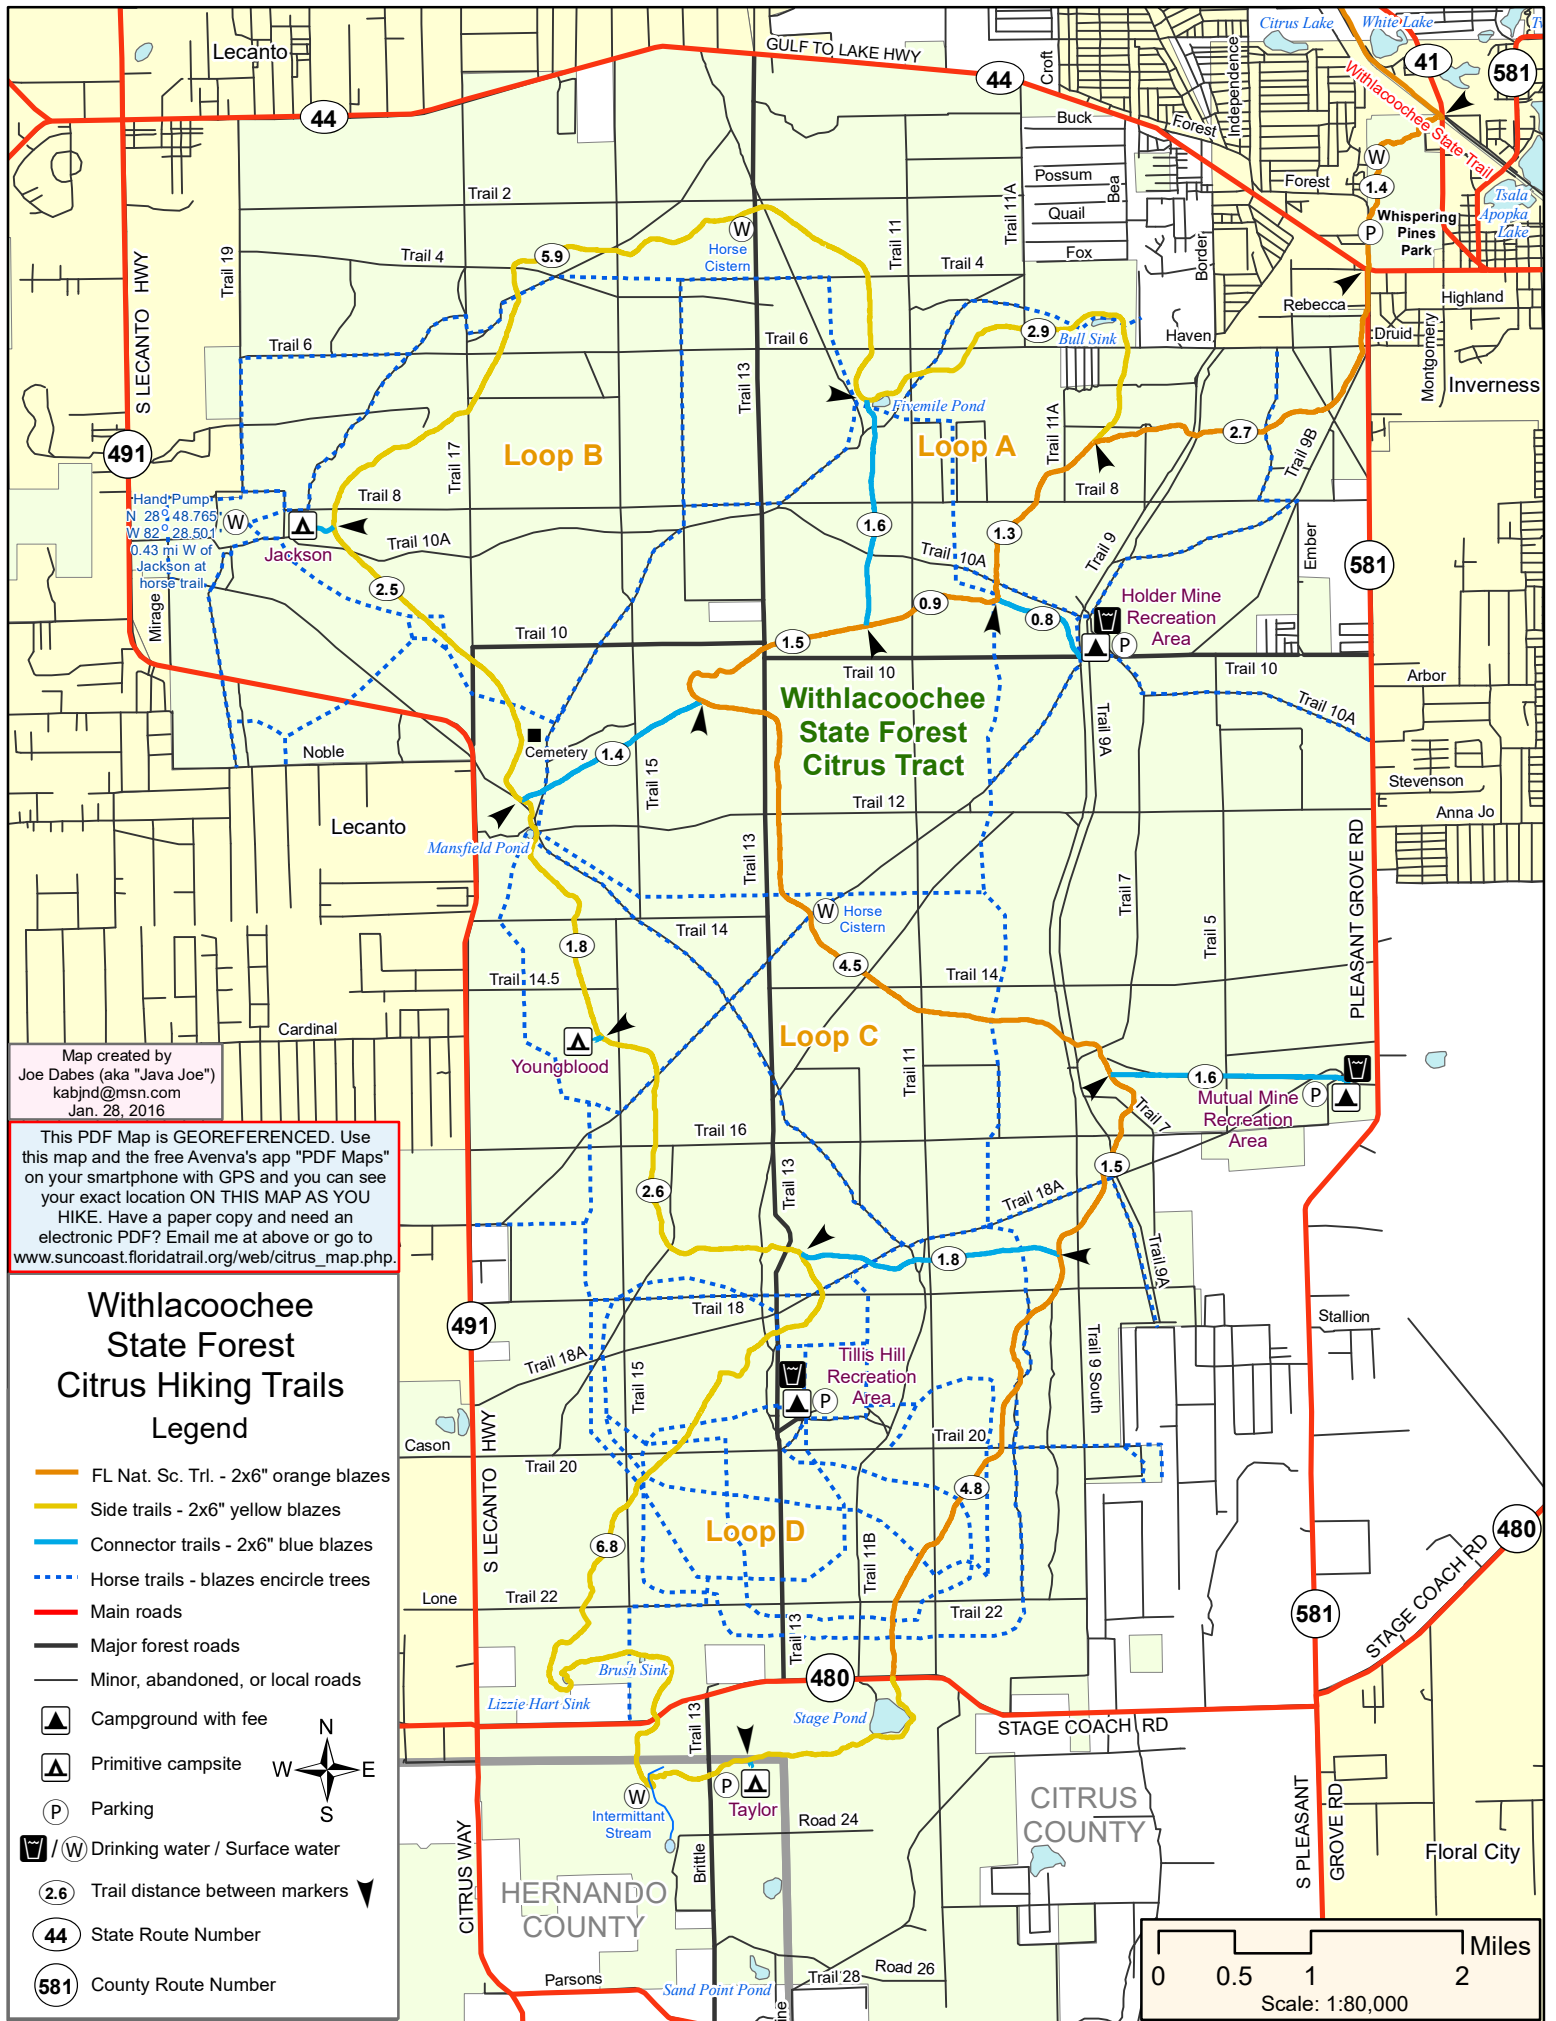 Lecanto
GULF TO LAKE HWY
44
44
Croft
Independence
Citrus Lake
White Lake
41
581
Withlacoochee State Trail
Buck
Forest
Possum
Bea
Quail
Fox
Border
Forest
W
1.4
Whispering
Pines
Park
P
Tsala
Apopka
Lake
Trail 2
Trail 11A
Trail 19
Trail 4
5.9
W
Horse
Cistern
Trail 11
Trail 4
S LECANTO HWY
Rebecca
Highland
Druid
Montgomery
Inverness
Trail 6
Trail 6
2.9
Bull Sink
Haven
Trail 13
Fivemile Pond
491
Loop B
Loop A
Trail 11A
2.7
Trail 9B
Trail 17
Trail 8
Trail 8
Hand Pump
N 28° 48.765
W 82° 28.501
0.43 mi W of
Jackson at
horse trail
W
Jackson
Trail 10A
1.6
1.3
Trail 10A
Trail 9
Ember
581
2.5
Mirage
0.9
0.8
Holder Mine
Recreation
Area
P
Trail 10
1.5
Trail 10
Trail 10
Arbor
Trail 10A
Withlacoochee
State Forest
Citrus Tract
Trail 9A
Noble
Cemetery
1.4
Trail 15
Trail 12
Stevenson
Anna Jo
Lecanto
Mansfield Pond
Trail 13
PLEASANT GROVE RD
Trail 7
Trail 5
W
Horse
Cistern
Trail 14
1.8
4.5
Trail 14
Trail 14.5
Cardinal
Loop C
Youngblood
Trail 11
1.6
Mutual Mine
Recreation
Area
P
Trail 7
Map created by
Joe Dabes (aka "Java Joe")
kabjnd@msn.com
Jan. 28, 2016
This PDF Map is GEOREFERENCED. Use
this map and the free Avenva's app "PDF Maps"
on your smartphone with GPS and you can see
your exact location ON THIS MAP AS YOU
HIKE. Have a paper copy and need an
electronic PDF? Email me at above or go to
www.suncoast.floridatrail.org/web/citrus_map.php.
Trail 16
Trail 13
1.5
2.6
Trail 18A
1.8
Trail 9A
491
Trail 18
Stallion
Trail 18A
Trail 15
Tillis Hill
Recreation
Area
P
Trail 9 South
Cason
S LECANTO HWY
Trail 20
Trail 20
4.8
Loop D
6.8
Trail 11B
480
STAGE COACH RD
Lone
Trail 22
Trail 22
Trail 13
581
Brush Sink
Lizzie Hart Sink
480
Stage Pond
Trail 13
STAGE COACH RD
W
Intermittant
Stream
P
Taylor
Road 24
CITRUS
COUNTY
Brittle
S PLEASANT
GROVE RD
Floral City
CITRUS WAY
HERNANDO
COUNTY
Parsons
Sand Point Pond
Trail 28
Road 26
ine
Withlacoochee
State Forest
Citrus Hiking Trails
Legend
FL Nat. Sc. Trl. - 2x6" orange blazes
Side trails - 2x6" yellow blazes
Connector trails - 2x6" blue blazes
Horse trails - blazes encircle trees
Main roads
Major forest roads
Minor, abandoned, or local roads
Campground with fee
Primitive campsite
N
W E
S
P Parking
/ W Drinking water / Surface water
2.6 Trail distance between markers
44 State Route Number
581 County Route Number
Miles
0 0.5 1 2
Scale: 1:80,000